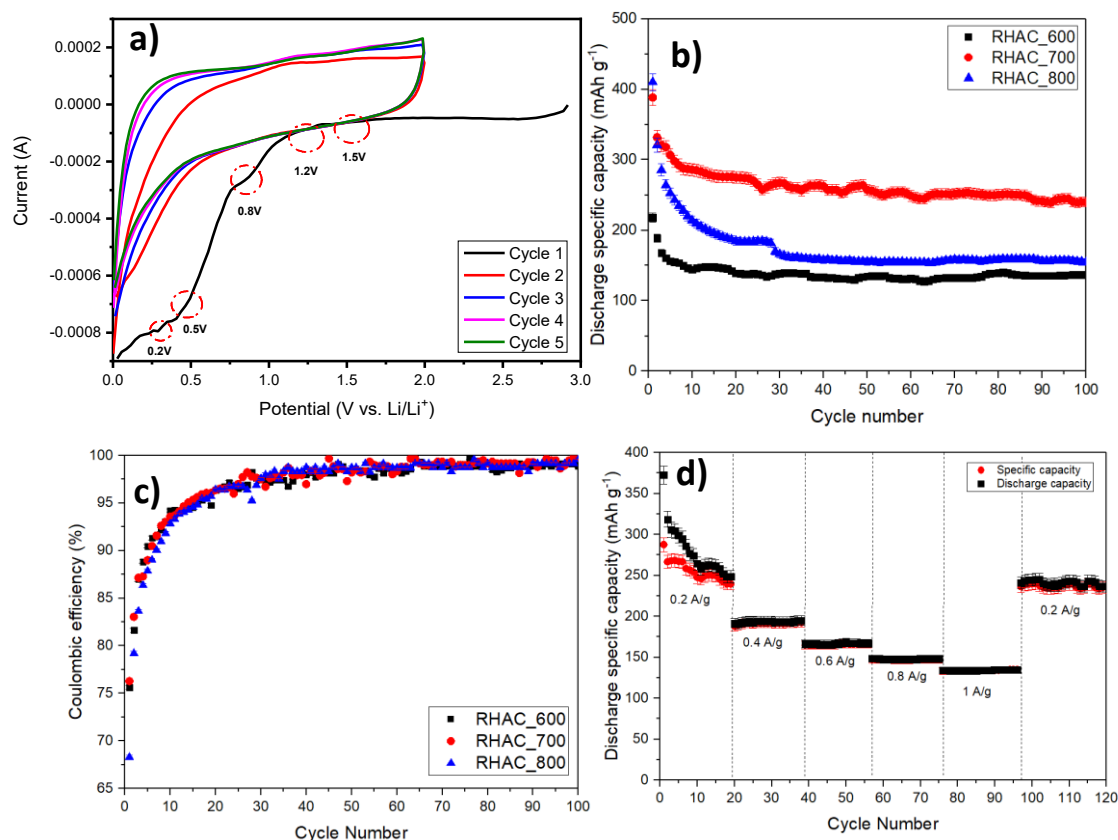 a)
0.0002
0.0000
-0.0002
-0.0004
-0.0006
-0.0008
Current (A)
1.5V
1.2V
0.8V
0.5V
0.2V
Cycle 1
Cycle 2
Cycle 3
Cycle 4
Cycle 5
0.0 0.5 1.0 1.5 2.0 2.5 3.0
Potential (V vs. Li/Li⁺)
b)
RHAC_600
RHAC_700
RHAC_800
500
400
300
200
100
0
Discharge specific capacity (mAh g⁻¹)
0 10 20 30 40 50 60 70 80 90 100
Cycle number
c)
100
95
90
85
80
75
70
65
Coulombic efficiency (%)
RHAC_600
RHAC_700
RHAC_800
0 10 20 30 40 50 60 70 80 90 100
Cycle Number
d)
Specific capacity
Discharge capacity
400
350
300
250
200
150
100
50
0
Discharge specific capacity (mAh g⁻¹)
0.2 A/g
0.4 A/g
0.6 A/g
0.8 A/g
1 A/g
0.2 A/g
0 10 20 30 40 50 60 70 80 90 100 110 120
Cycle Number